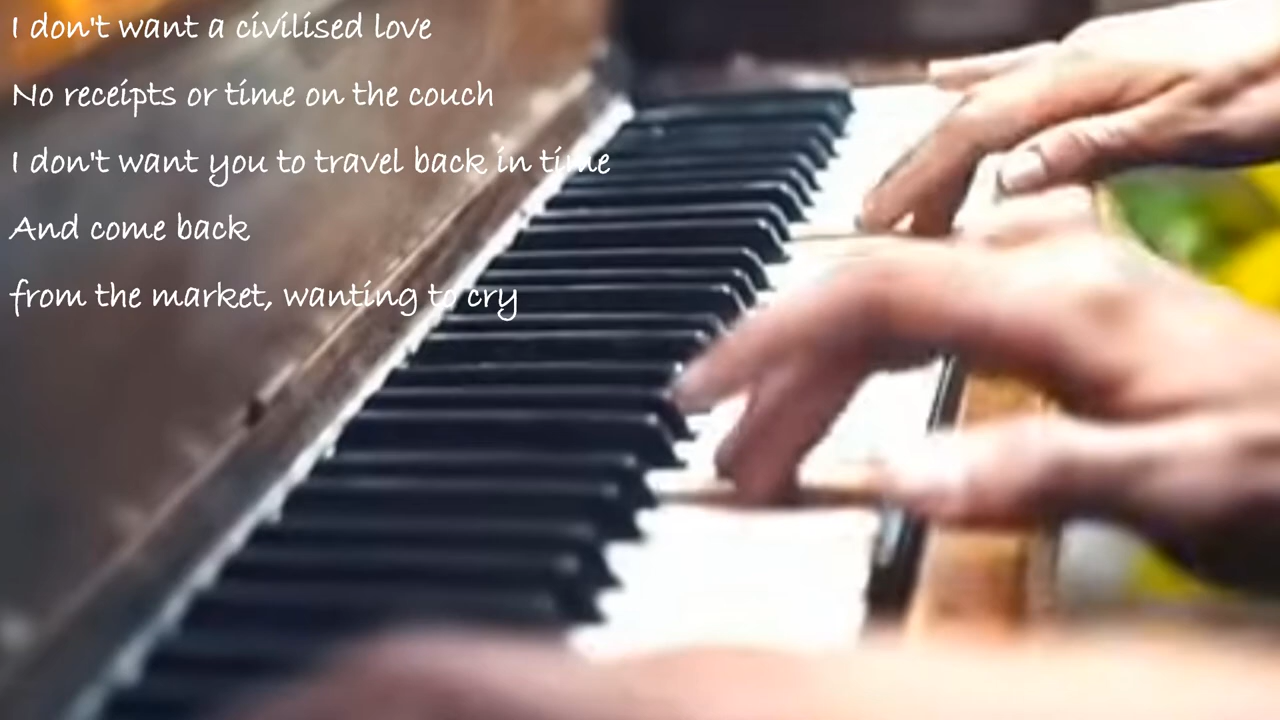 I don't want a civilised love
No receipts or time on the couch
I don't want you to travel back in time
And come back
from the market, wanting to cry